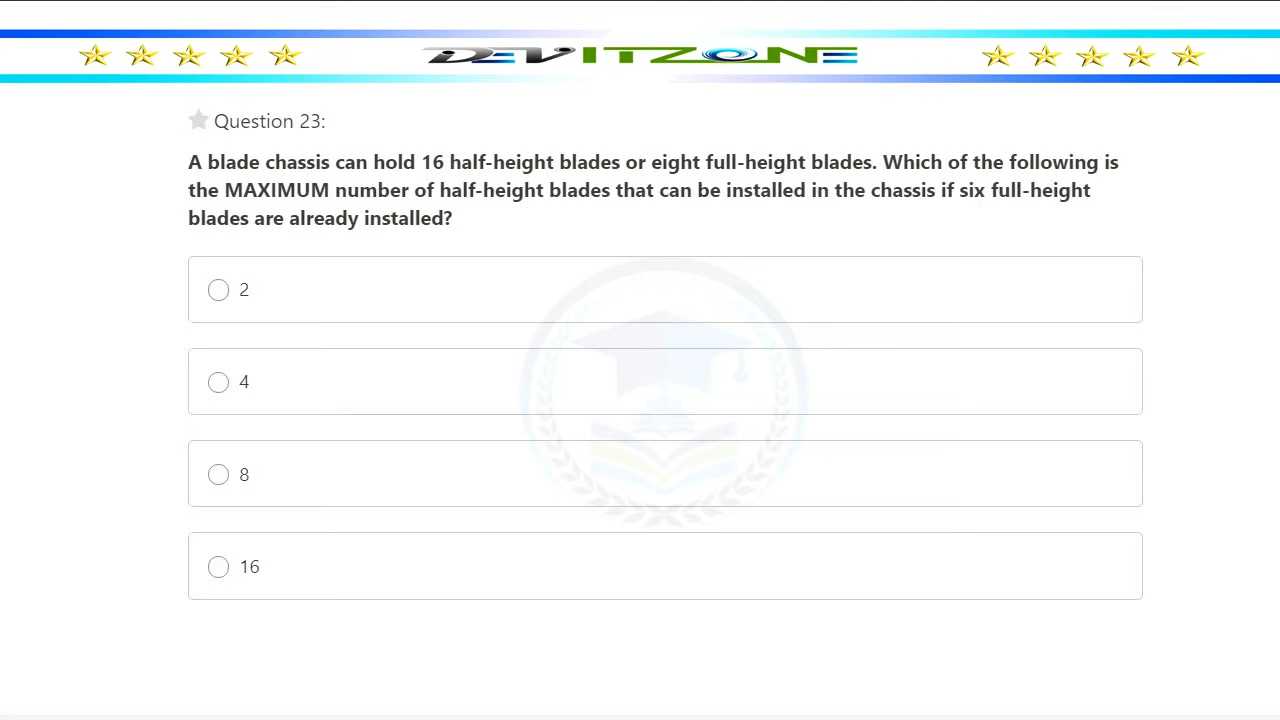 DEVITZONE
Question 23:
A blade chassis can hold 16 half-height blades or eight full-height blades. Which of the following is
the MAXIMUM number of half-height blades that can be installed in the chassis if six full-height
blades are already installed?
2
4
8
16